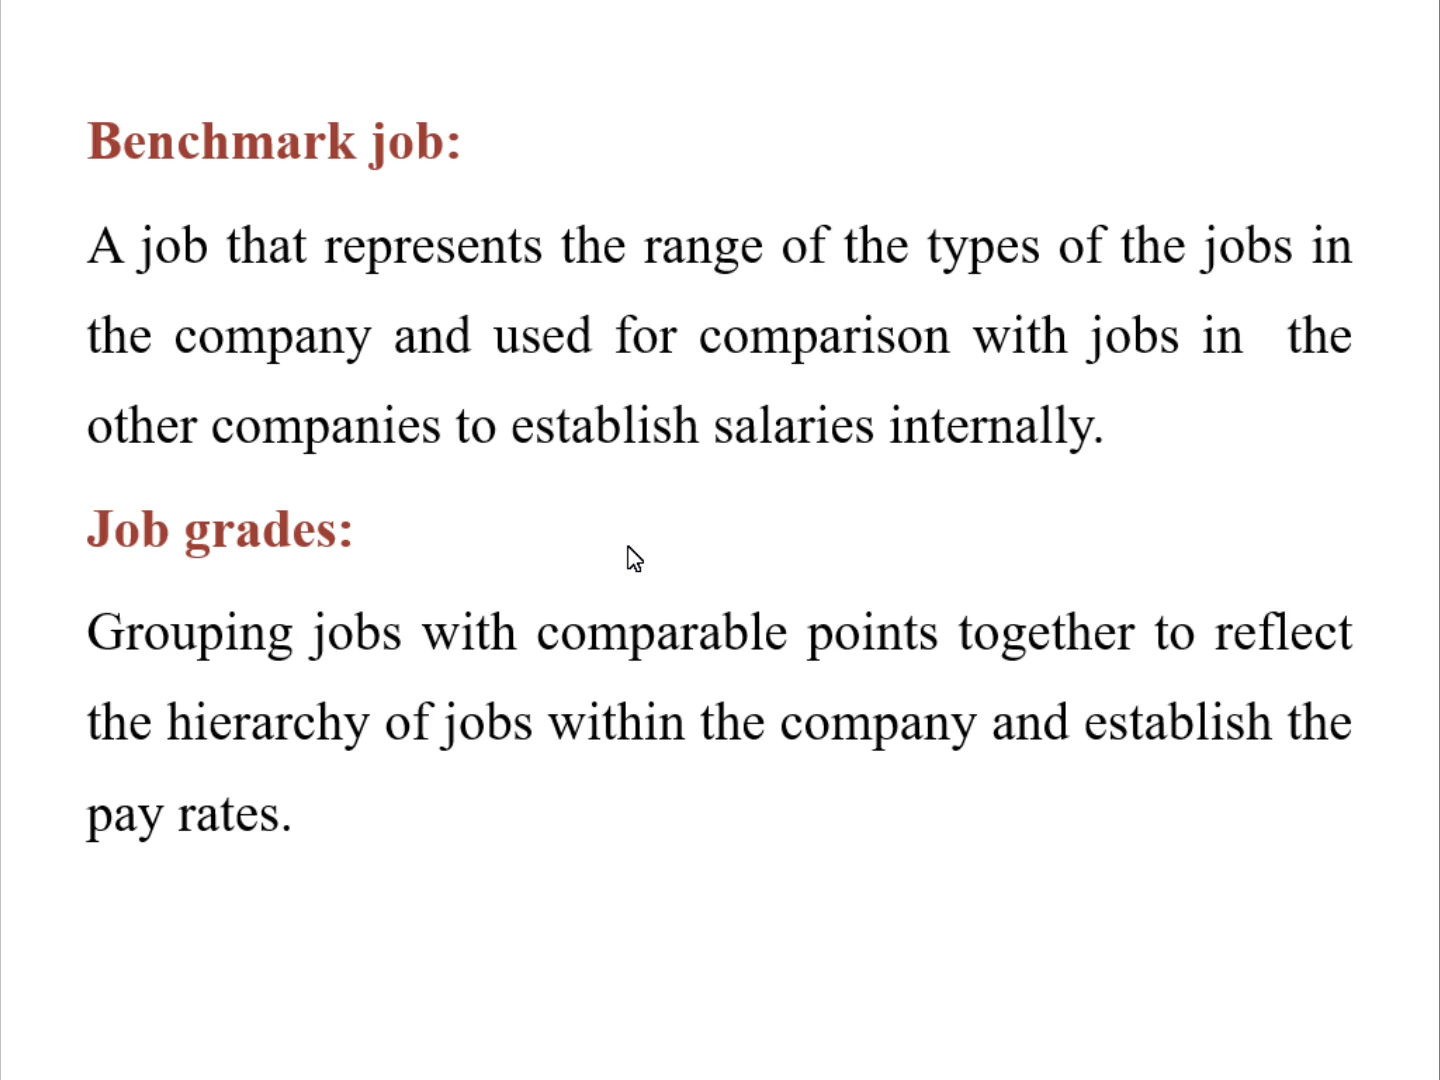 Benchmark job:
A job that represents the range of the types of the jobs in
the company and used for comparison with jobs in the
other companies to establish salaries internally.
Job grades:
Grouping jobs with comparable points together to reflect
the hierarchy of jobs within the company and establish the
pay rates.